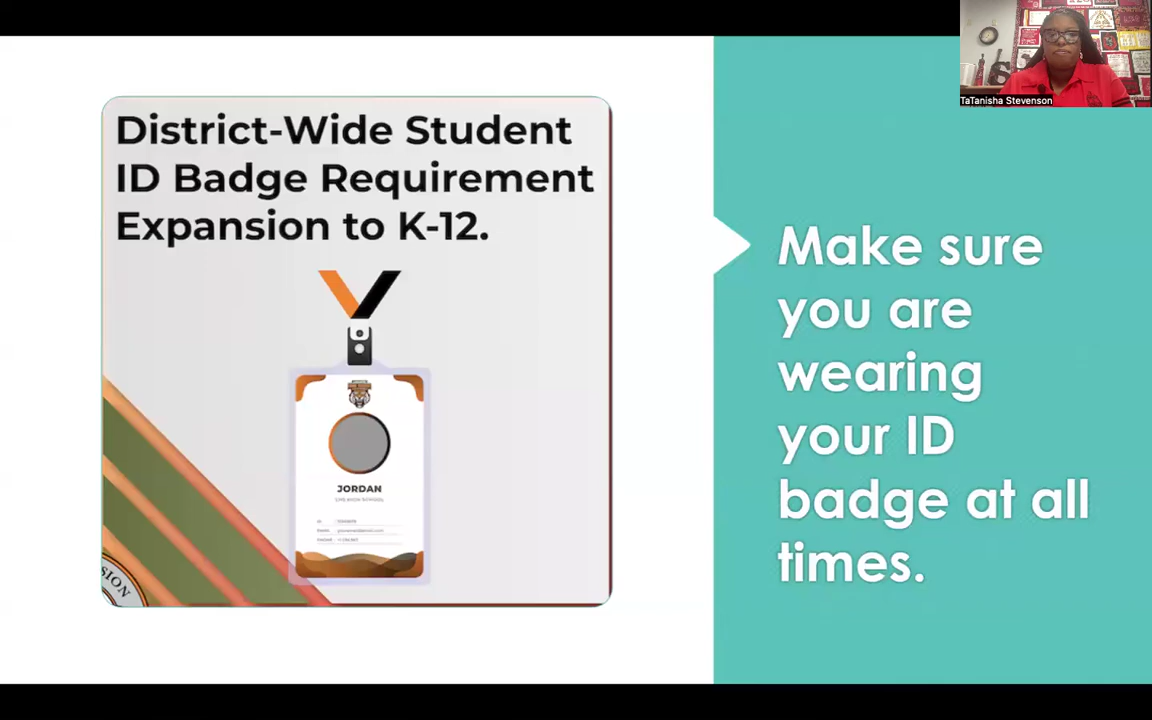 TaTanisha Stevenson
District-Wide Student
ID Badge Requirement
Expansion to K-12.
JORDAN
SION
Make sure
you are
wearing
your ID
badge at all
times.